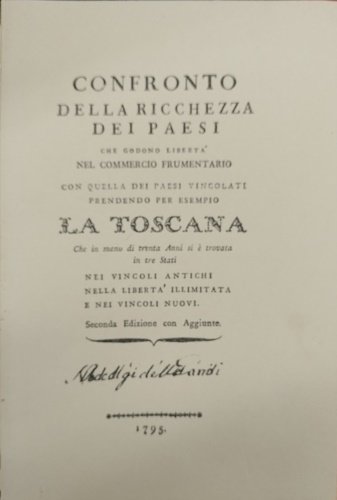 CONFRONTO
DELLA RICCHEZZA
DEI PAESI
CHE GODONO LIBERTA'
NEL COMMERCIO FRUMENTARIO
CON QUELLA DEI PAESI VINCOLATI
PRENDENDO PER ESEMPIO
LA TOSCANA
Che in meno di trenta Anni si è trovata
in tre Stati
NEI VINCOLI ANTICHI
NELLA LIBERTA' ILLIMITATA
E NEI VINCOLI NUOVI.
Seconda Edizione con Aggiunte.
1795.